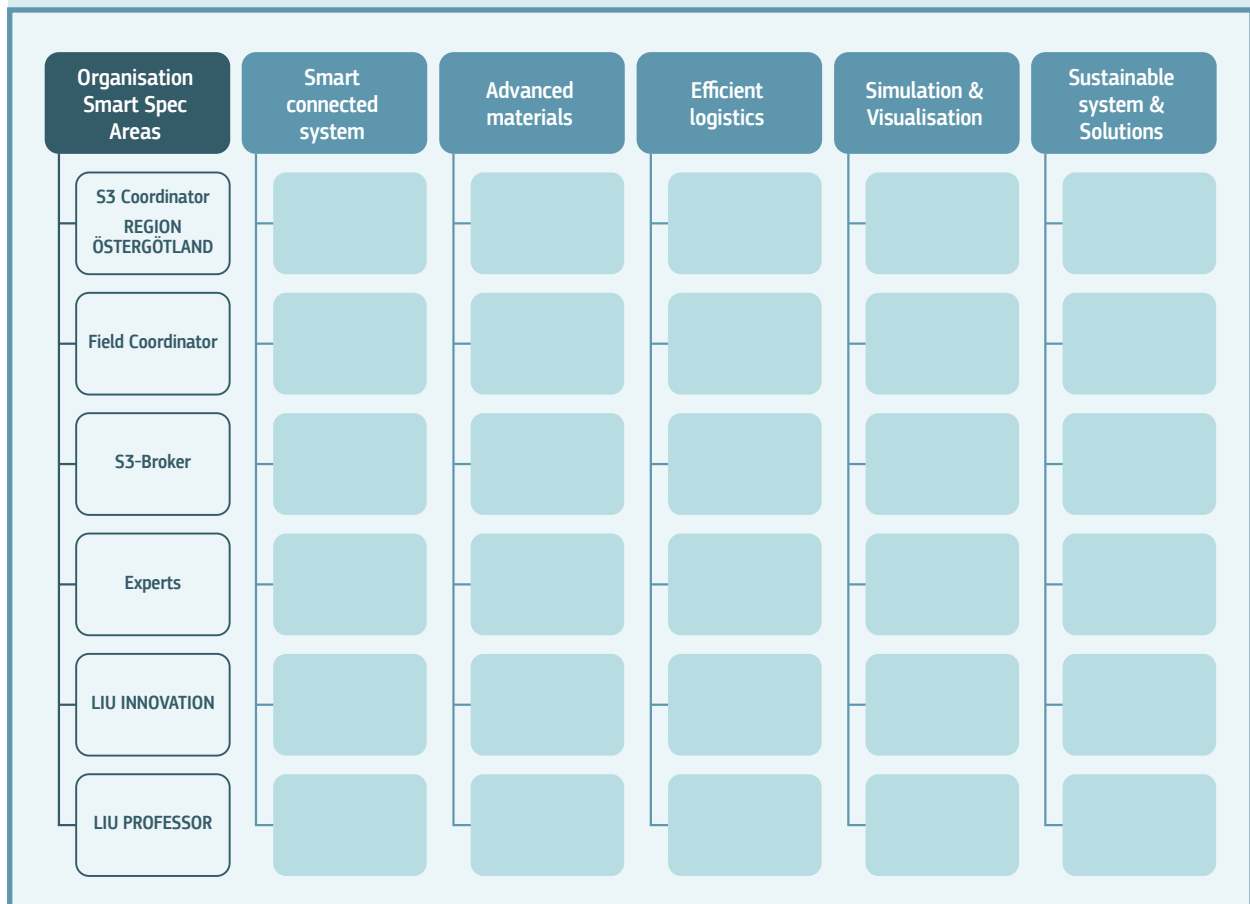 Organisation
Smart Spec
Areas
Smart
connected
system
Advanced
materials
Efficient
logistics
Simulation &
Visualisation
Sustainable
system &
Solutions
S3 Coordinator
REGION
ÖSTERGÖTLAND
Field Coordinator
S3-Broker
Experts
LIU INNOVATION
LIU PROFESSOR